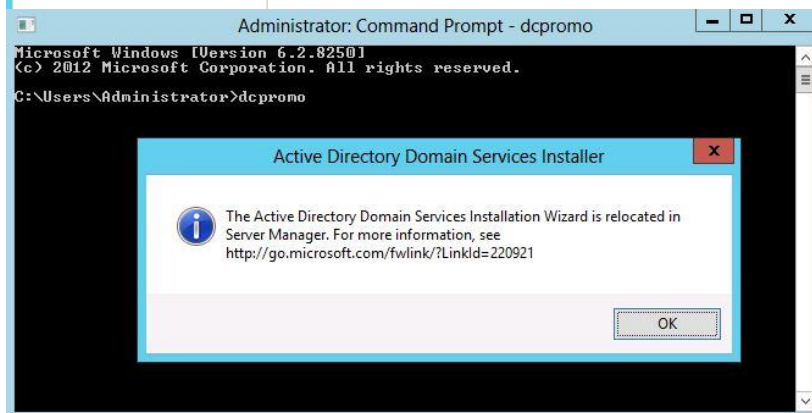 Administrator: Command Prompt - dcpromo
Microsoft Windows [Version 6.2.8250]
(c) 2012 Microsoft Corporation. All rights reserved.
C:\Users\Administrator>dcpromo
Active Directory Domain Services Installer
The Active Directory Domain Services Installation Wizard is relocated in
Server Manager. For more information, see
http://go.microsoft.com/fwlink/?LinkId=220921
OK